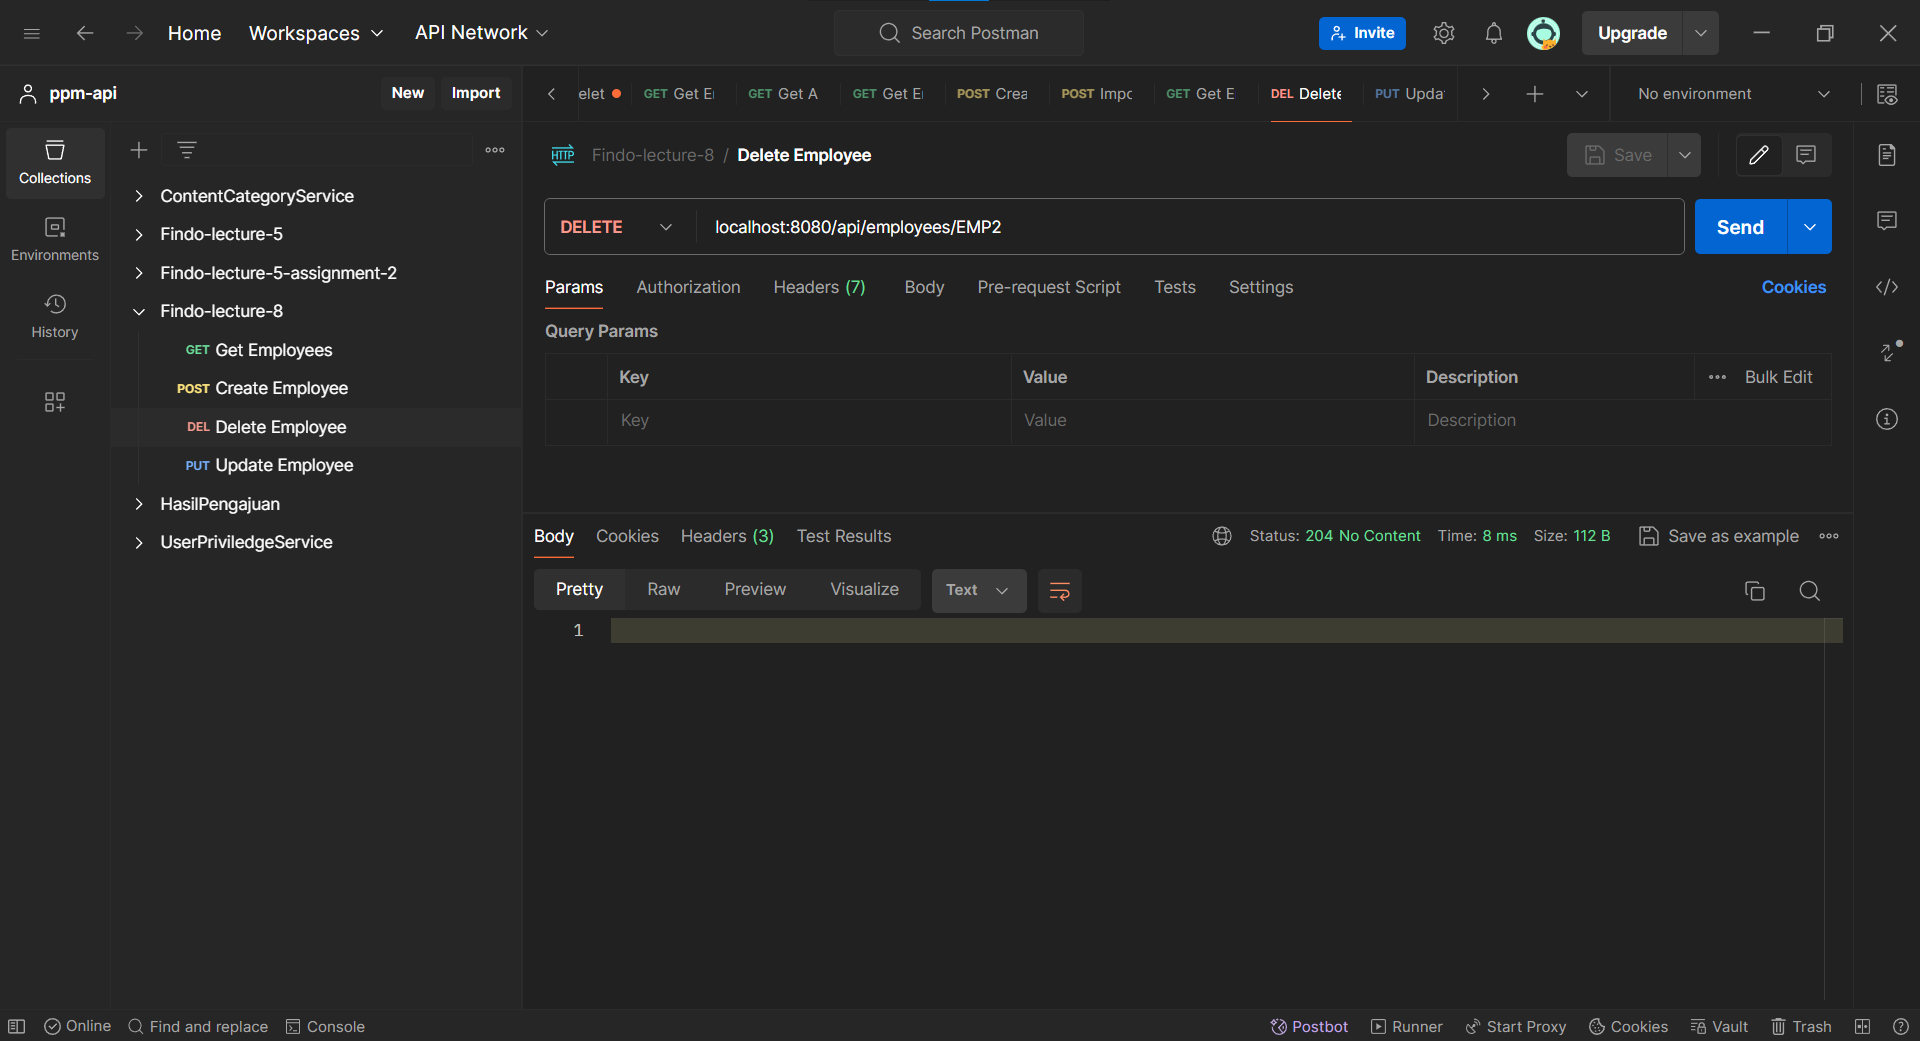 Home Workspaces API Network Search Postman Invite Upgrade
ppm-api New Import elet GET Get E GET Get A GET Get E POST Crea POST Impo GET Get E DEL Delete PUT Upda No environment
Collections
Environments
History
ContentCategoryService
Findo-lecture-5
Findo-lecture-5-assignment-2
Findo-lecture-8
GET Get Employees
POST Create Employee
DEL Delete Employee
PUT Update Employee
HasilPengajuan
UserPriviledgeService
HTTP Findo-lecture-8 / Delete Employee Save
DELETE localhost:8080/api/employees/EMP2 Send
Params Authorization Headers (7) Body Pre-request Script Tests Settings Cookies
Query Params
Key Value Description Bulk Edit
Key Value Description
Body Cookies Headers (3) Test Results Status: 204 No Content Time: 8 ms Size: 112 B Save as example
Pretty Raw Preview Visualize Text
1
Online Find and replace Console Postbot Runner Start Proxy Cookies Vault Trash